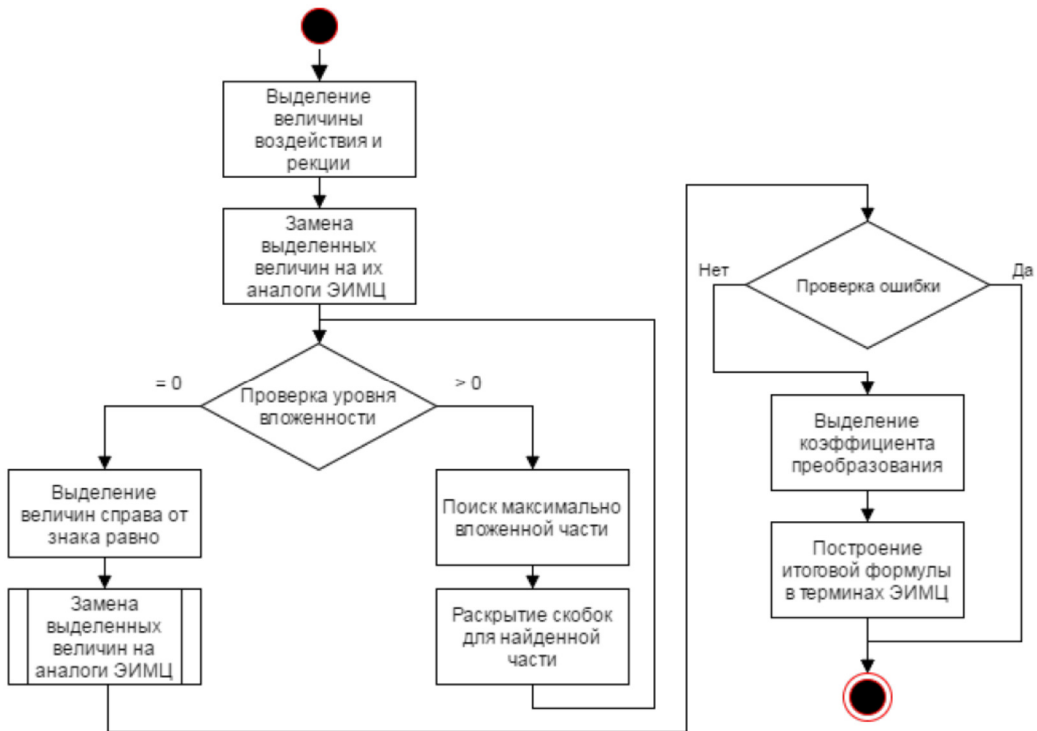 Выделение
величины
воздействия и
рекции
Замена
выделенных
величин на их
аналоги ЭИМЦ
= 0
Проверка уровня
вложенности
> 0
Выделение
величин справа от
знака равно
Замена
выделенных
величин на
аналоги ЭИМЦ
Поиск максимально
вложенной части
Раскрытие скобок
для найденной
части
Нет
Проверка ошибки
Да
Выделение
коэффициента
преобразования
Построение
итоговой формулы
в терминах ЭИМЦ